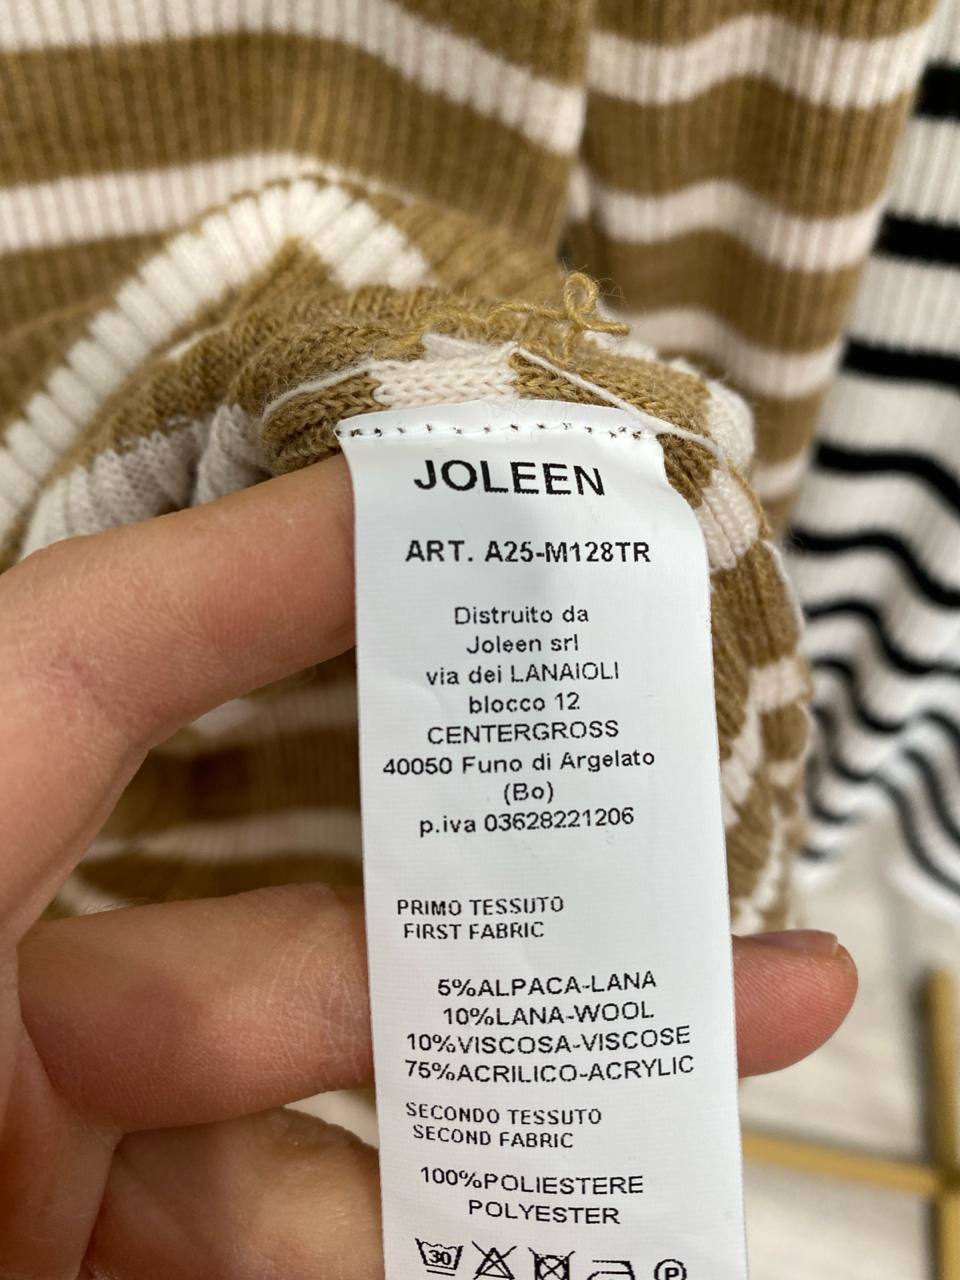 JOLEEN
ART. A25-M128TR
Distruito da
Joleen srl
via dei LANAIOLI
blocco 12
CENTERGROSS
40050 Funo di Argelato
(Bo)
p.iva 03628221206
PRIMO TESSUTO
FIRST FABRIC
5%ALPACA-LANA
10%LANA-WOOL
10%VISCOSA-VISCOSE
75%ACRILICO-ACRYLIC
SECONDO TESSUTO
SECOND FABRIC
100%POLIESTERE
POLYESTER
30 P